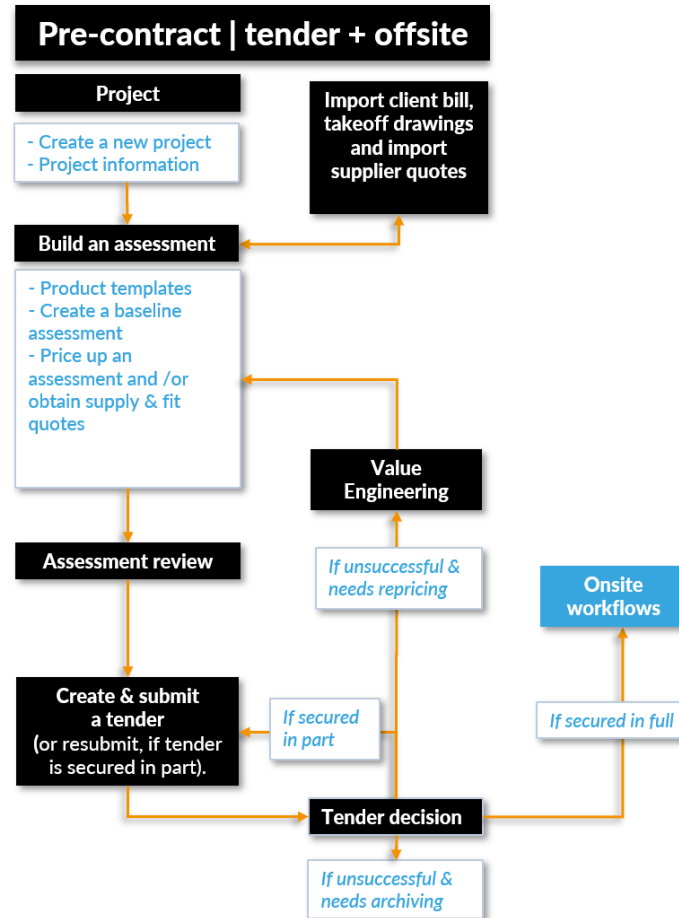 Pre-contract | tender + offsite
Project
- Create a new project
- Project information
Import client bill,
takeoff drawings
and import
supplier quotes
Build an assessment
- Product templates
- Create a baseline
assessment
- Price up an
assessment and /or
obtain supply & fit
quotes
Value
Engineering
Assessment review
If unsuccessful &
needs repricing
Onsite
workflows
Create & submit
a tender
(or resubmit, if tender
is secured in part).
If secured
in part
If secured in full
Tender decision
If unsuccessful &
needs archiving